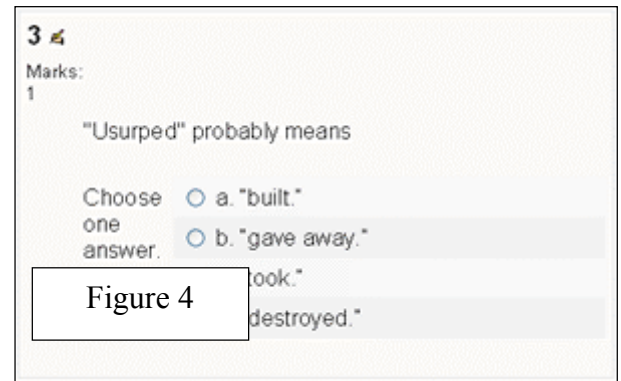 3
Marks:
1
"Usurped" probably means
Choose one answer.
a. "built."
b. "gave away."
took."
destroyed."
Figure 4